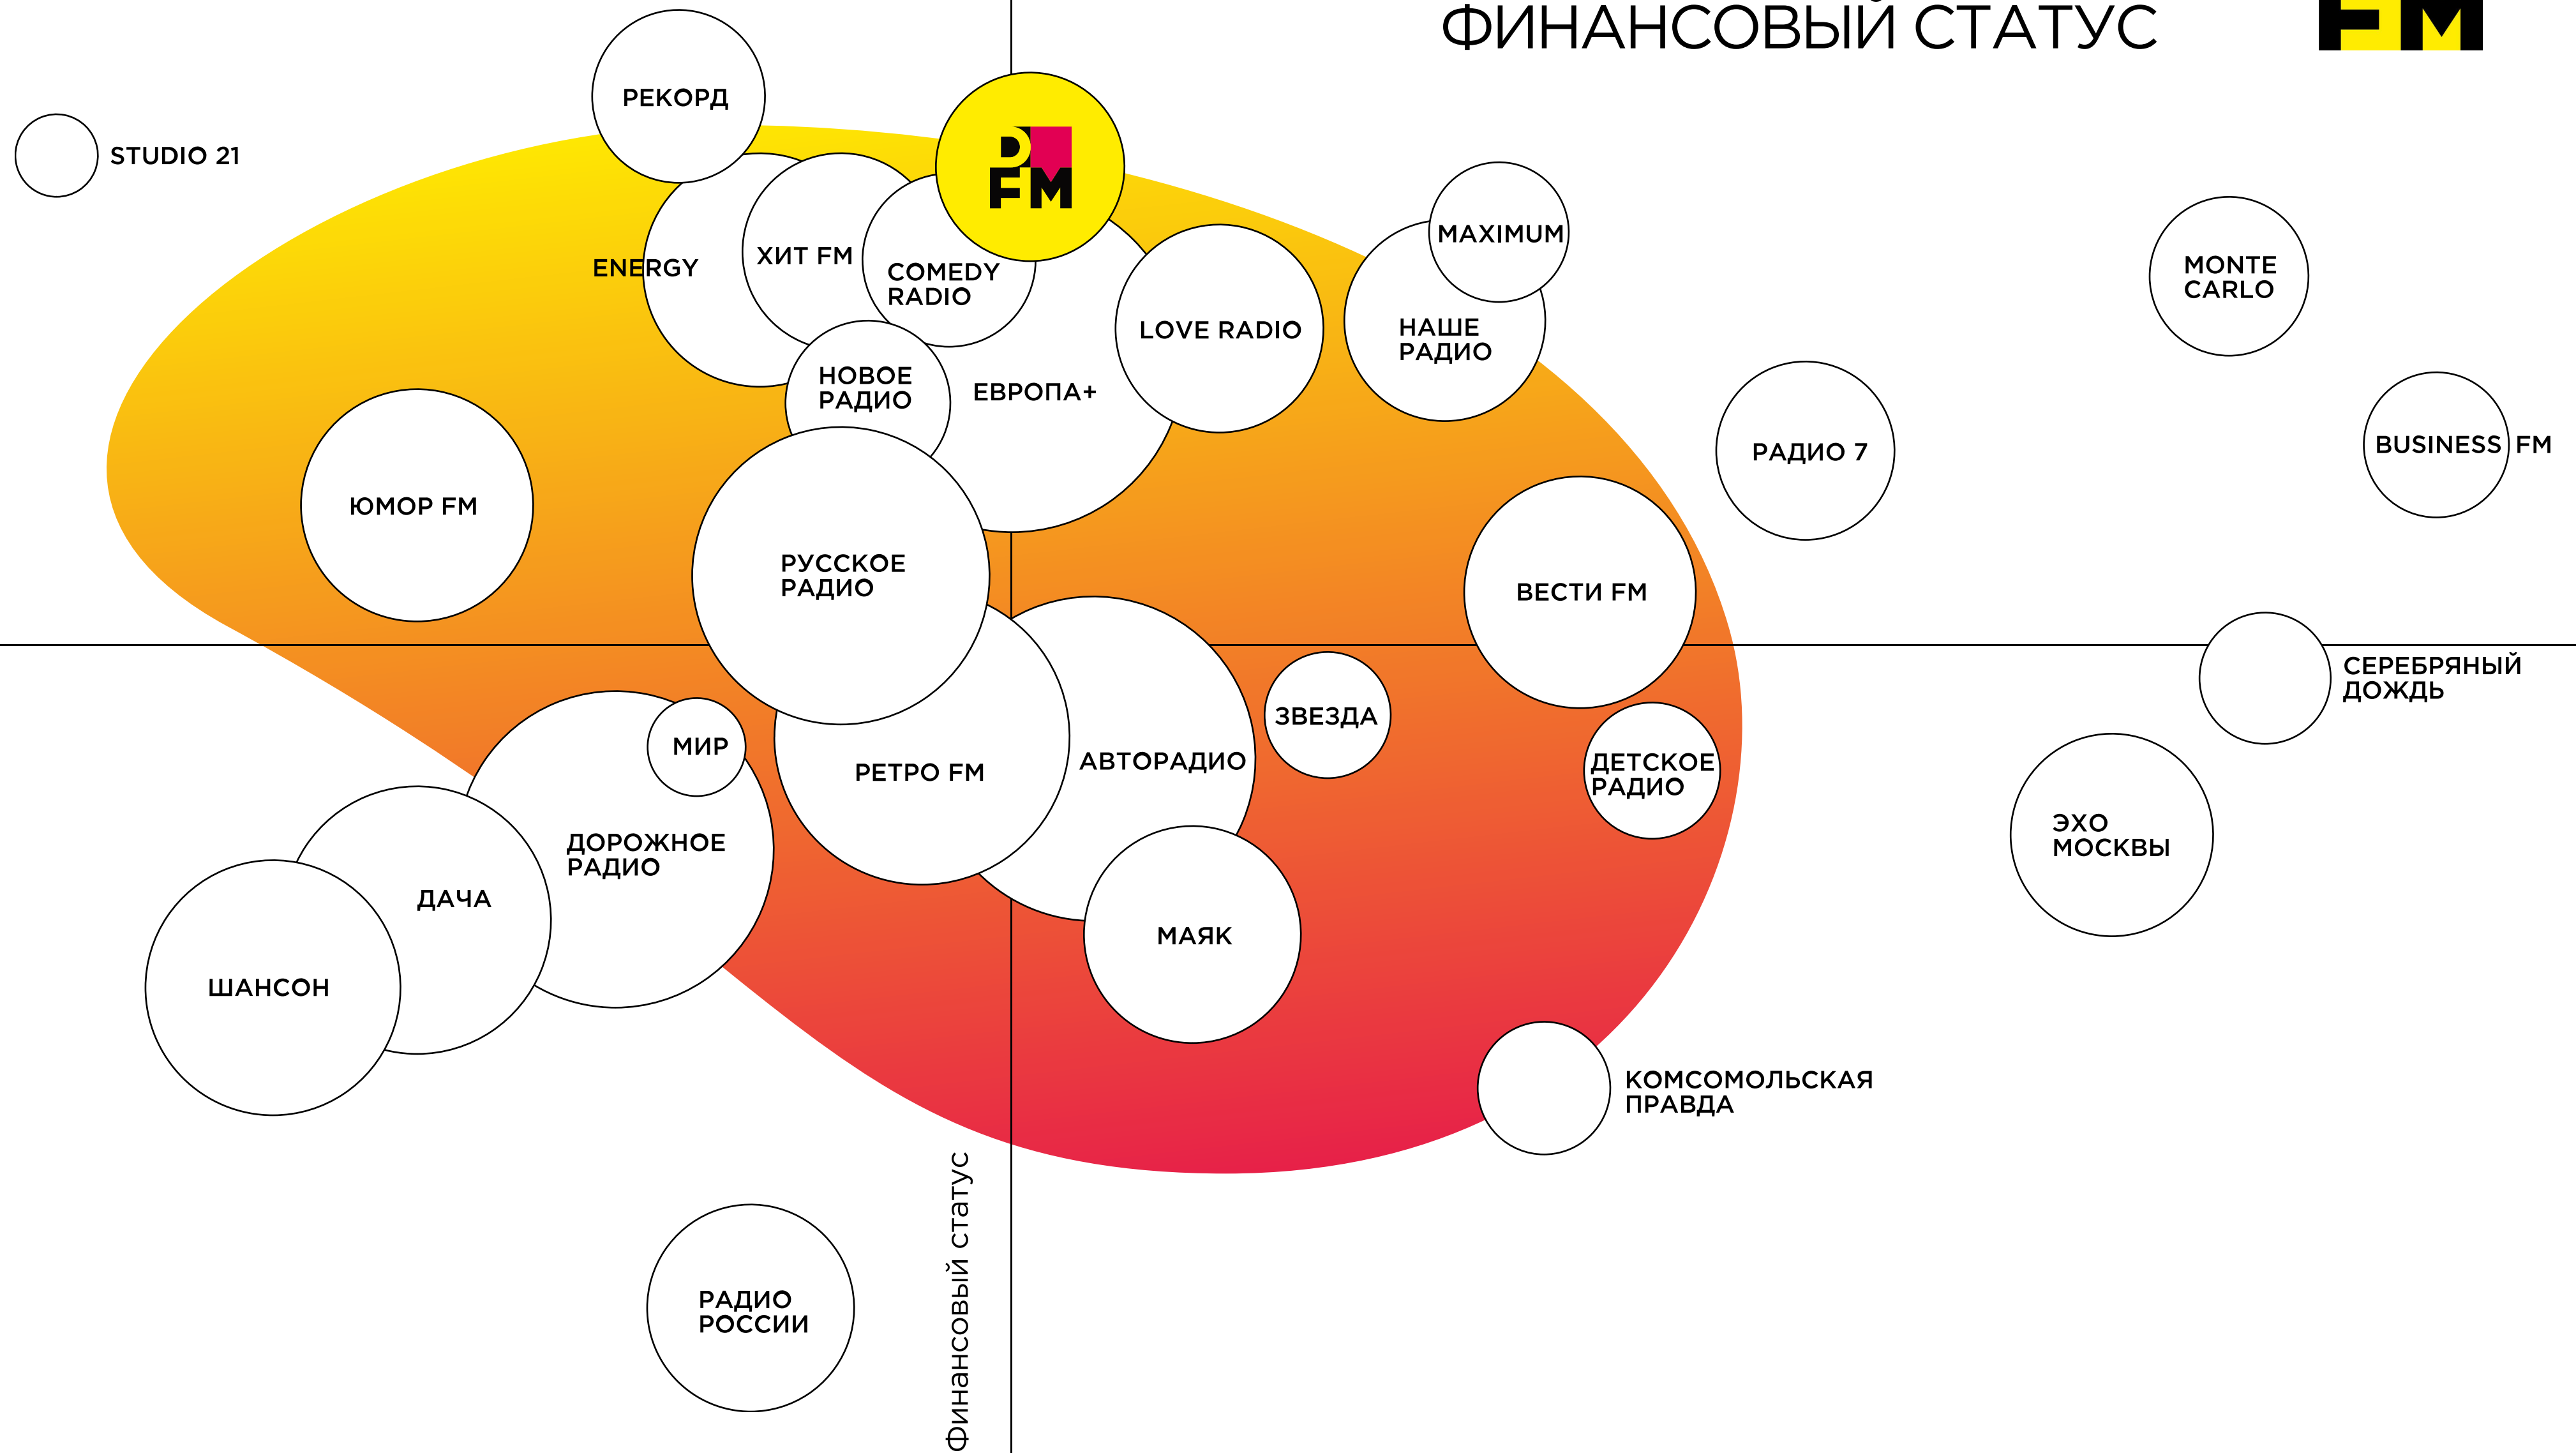 ФИНАНСОВЫЙ СТАТУС
FM
РЕКОРД
STUDIO 21
DFM
MAXIMUM
ENERGY
ХИТ FM
COMEDY
RADIO
MONTE
CARLO
LOVE RADIO
НАШЕ
РАДИО
НОВОЕ
РАДИО
ЕВРОПА+
РАДИО 7
BUSINESS FM
ЮМОР FM
РУССКОЕ
РАДИО
ВЕСТИ FM
СЕРЕБРЯНЫЙ
ДОЖДЬ
МИР
ЗВЕЗДА
РЕТРО FM
АВТОРАДИО
ДЕТСКОЕ
РАДИО
ЭХО
МОСКВЫ
ДОРОЖНОЕ
РАДИО
ДАЧА
МАЯК
ШАНСОН
КОМСОМОЛЬСКАЯ
ПРАВДА
Финансовый статус
РАДИО
РОССИИ